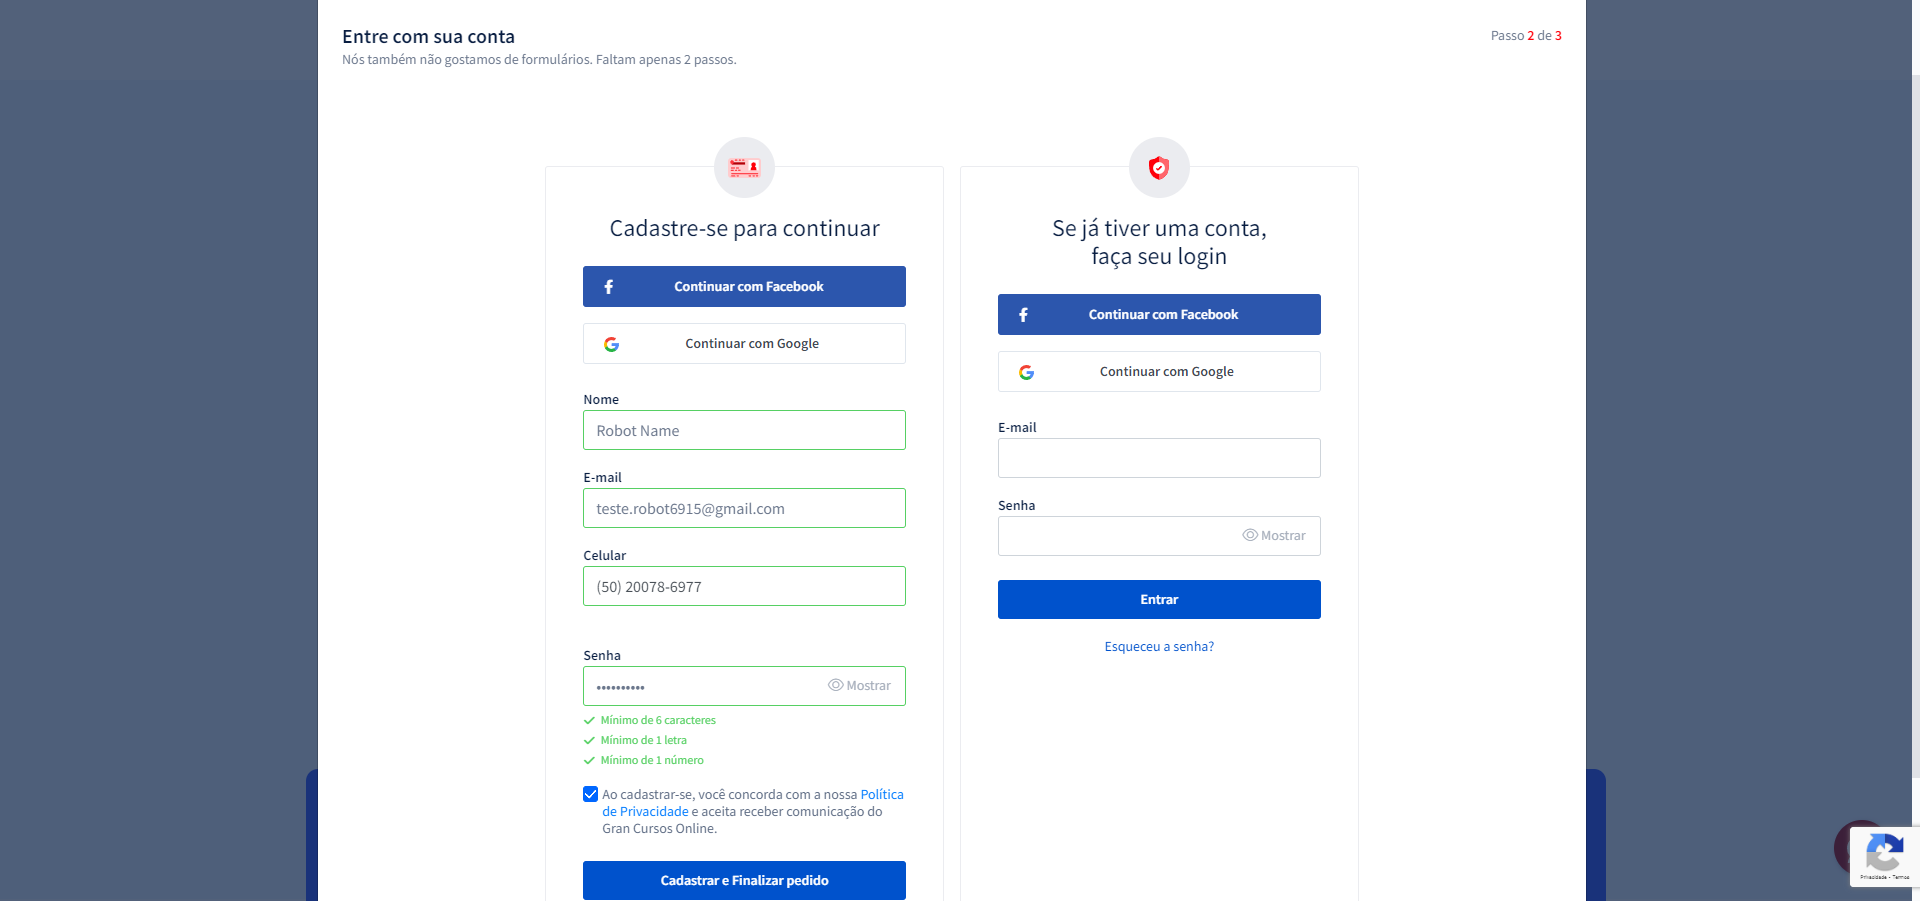 Entre com sua conta
Passo 2 de 3
Nós também não gostamos de formulários. Faltam apenas 2 passos.
Cadastre-se para continuar
Continuar com Facebook
Continuar com Google
Nome
Robot Name
E-mail
teste.robot6915@gmail.com
Celular
(50) 20078-6977
Senha
••••••••••
Mostrar
Mínimo de 6 caracteres
Mínimo de 1 letra
Mínimo de 1 número
Ao cadastrar-se, você concorda com a nossa Política
de Privacidade e aceita receber comunicação do
Gran Cursos Online.
Cadastrar e Finalizar pedido
Se já tiver uma conta,
faça seu login
Continuar com Facebook
Continuar com Google
E-mail
Senha
Mostrar
Entrar
Esqueceu a senha?
Privacidade - Termos